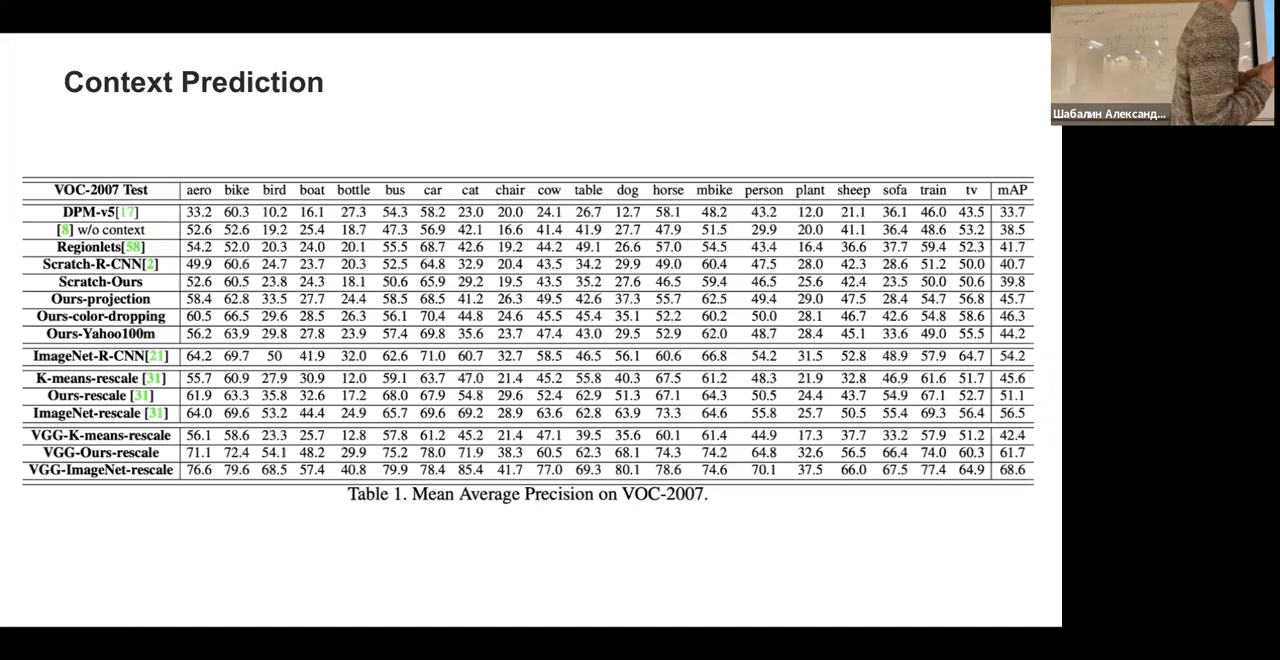 Context Prediction
Шабалин Александ...
VOC-2007 Test aero bike bird boat bottle bus car cat chair cow table dog horse mbike person plant sheep sofa train tv mAP
DPM-v5[17] 33.2 60.3 10.2 16.1 27.3 54.3 58.2 23.0 20.0 24.1 26.7 12.7 58.1 48.2 43.2 12.0 21.1 36.1 46.0 43.5 33.7
[8] w/o context 52.6 52.6 19.2 25.4 18.7 47.3 56.9 42.1 16.6 41.4 41.9 27.7 47.9 51.5 29.9 20.0 41.1 36.4 48.6 53.2 38.5
Regionlets[58] 54.2 52.0 20.3 24.0 20.1 55.5 68.7 42.6 19.2 44.2 49.1 26.6 57.0 54.5 43.4 16.4 36.6 37.7 59.4 52.3 41.7
Scratch-R-CNN[2] 49.9 60.6 24.7 23.7 20.3 52.5 64.8 32.9 20.4 43.5 34.2 29.9 49.0 60.4 47.5 28.0 42.3 28.6 51.2 50.0 40.7
Scratch-Ours 52.6 60.5 23.8 24.3 18.1 50.6 65.9 29.2 19.5 43.5 35.2 27.6 46.5 59.4 46.5 25.6 42.4 23.5 50.0 50.6 39.8
Ours-projection 58.4 62.8 33.5 27.7 24.4 58.5 68.5 41.2 26.3 49.5 42.6 37.3 55.7 62.5 49.4 29.0 47.5 28.4 54.7 56.8 45.7
Ours-color-dropping 60.5 66.5 29.6 28.5 26.3 56.1 70.4 44.8 24.6 45.5 45.4 35.1 52.2 60.2 50.0 28.1 46.7 42.6 54.8 58.6 46.3
Ours-Yahoo100m 56.2 63.9 29.8 27.8 23.9 57.4 69.8 35.6 23.7 47.4 43.0 29.5 52.9 62.0 48.7 28.4 45.1 33.6 49.0 55.5 44.2
ImageNet-R-CNN[21] 64.2 69.7 50 41.9 32.0 62.6 71.0 60.7 32.7 58.5 46.5 56.1 60.6 66.8 54.2 31.5 52.8 48.9 57.9 64.7 54.2
K-means-rescale [31] 55.7 60.9 27.9 30.9 12.0 59.1 63.7 47.0 21.4 45.2 55.8 40.3 67.5 61.2 48.3 21.9 32.8 46.9 61.6 51.7 45.6
Ours-rescale [31] 61.9 63.3 35.8 32.6 17.2 68.0 67.9 54.8 29.6 52.4 62.9 51.3 67.1 64.3 50.5 24.4 43.7 54.9 67.1 52.7 51.1
ImageNet-rescale [31] 64.0 69.6 53.2 44.4 24.9 65.7 69.6 69.2 28.9 63.6 62.8 63.9 73.3 64.6 55.8 25.7 50.5 55.4 69.3 56.4 56.5
VGG-K-means-rescale 56.1 58.6 23.3 25.7 12.8 57.8 61.2 45.2 21.4 47.1 39.5 35.6 60.1 61.4 44.9 17.3 37.7 33.2 57.9 51.2 42.4
VGG-Ours-rescale 71.1 72.4 54.1 48.2 29.9 75.2 78.0 71.9 38.3 60.5 62.3 68.1 74.3 74.2 64.8 32.6 56.5 66.4 74.0 60.3 61.7
VGG-ImageNet-rescale 76.6 79.6 68.5 57.4 40.8 79.9 78.4 85.4 41.7 77.0 69.3 80.1 78.6 74.6 70.1 37.5 66.0 67.5 77.4 64.9 68.6
Table 1. Mean Average Precision on VOC-2007.